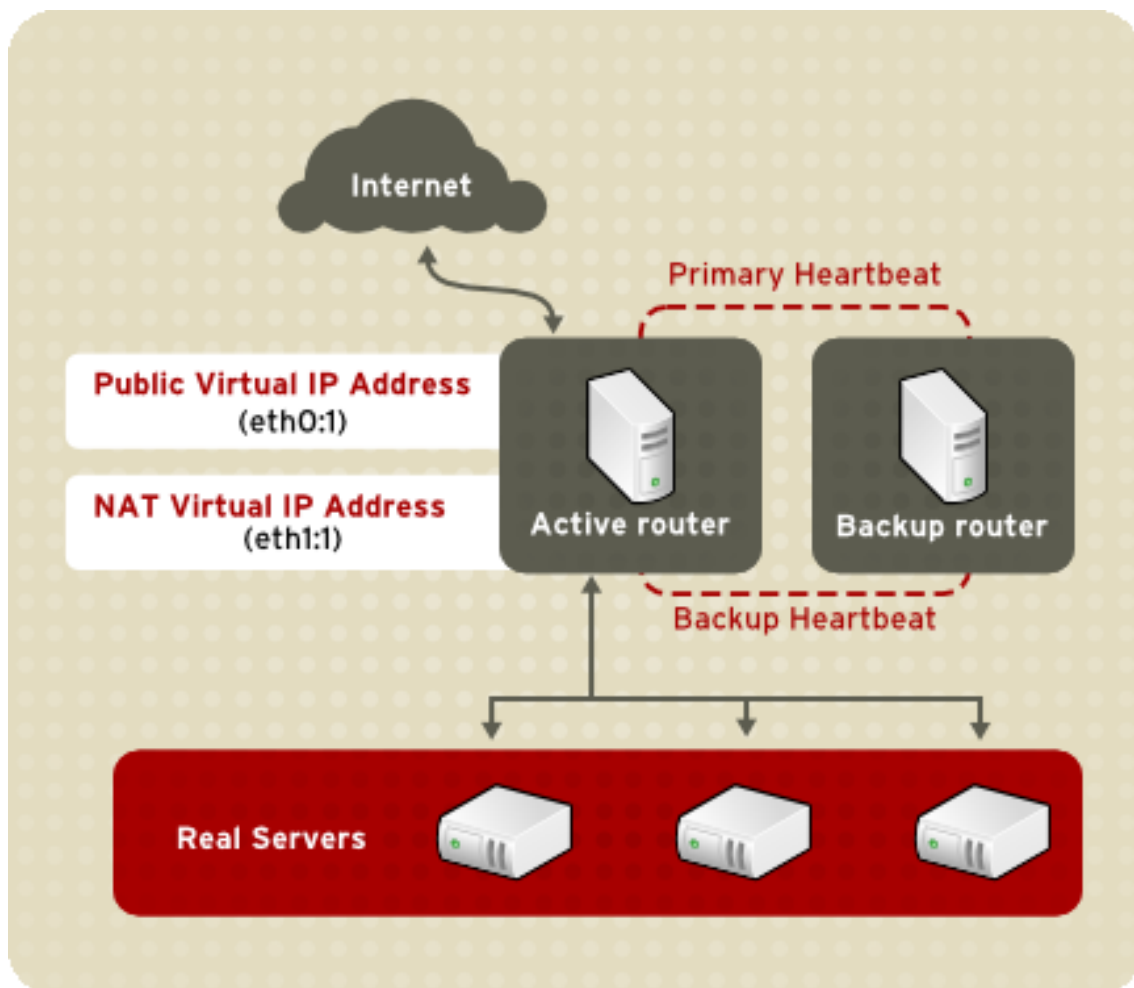 Internet
Primary Heartbeat
Public Virtual IP Address
(eth0:1)
NAT Virtual IP Address
(eth1:1)
Active router
Backup router
Backup Heartbeat
Real Servers